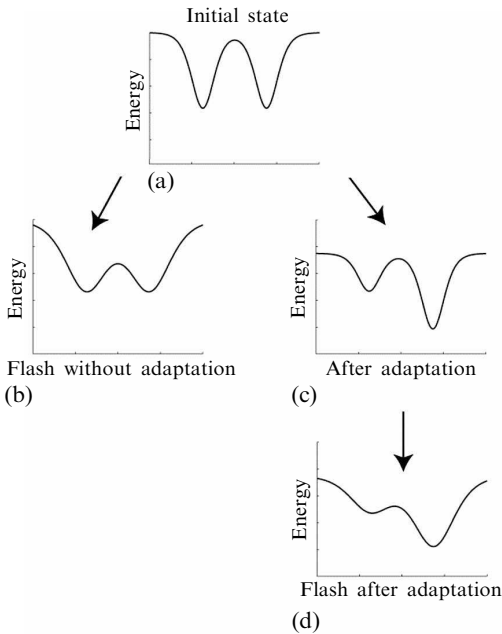 Initial state
Energy
(a)
Energy
Flash without adaptation
(b)
Energy
After adaptation
(c)
Energy
Flash after adaptation
(d)